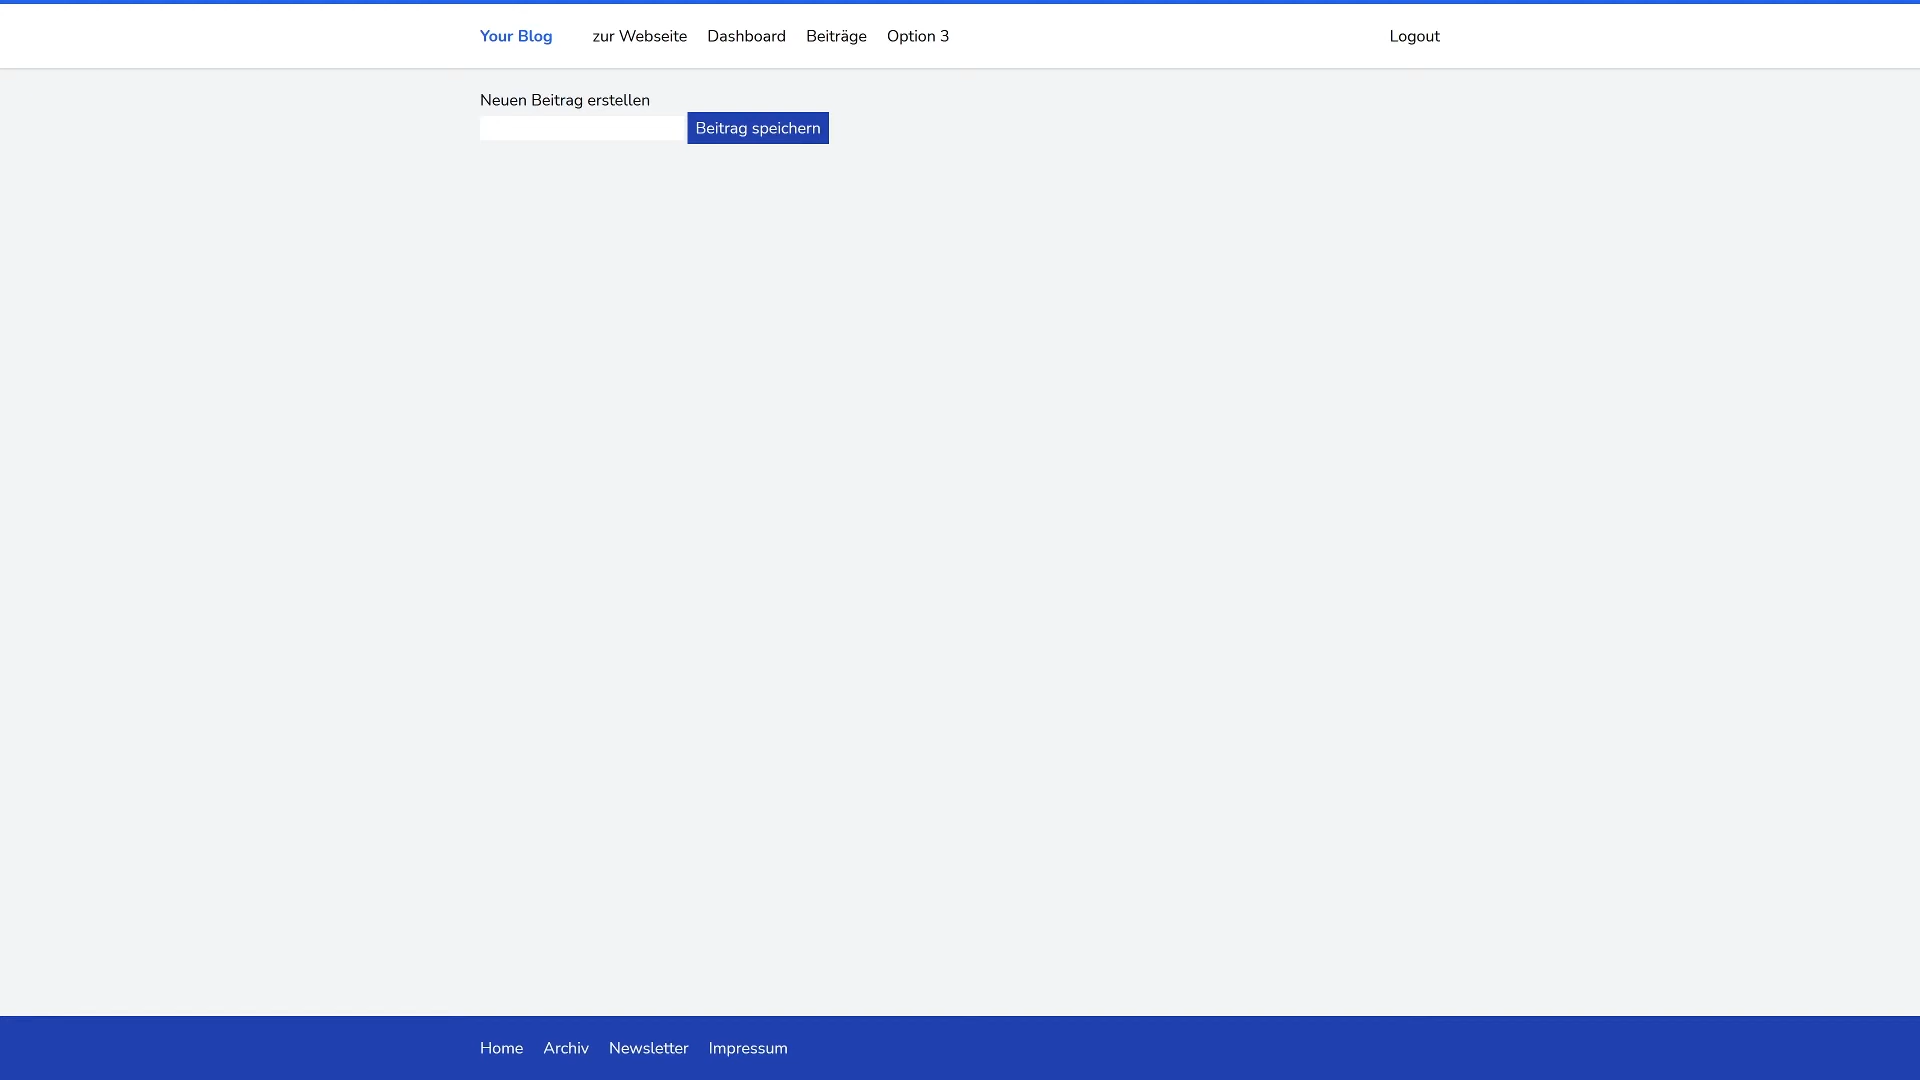 Your Blog zur Webseite Dashboard Beiträge Option 3 Logout
Neuen Beitrag erstellen
Beitrag speichern
Home Archiv Newsletter Impressum